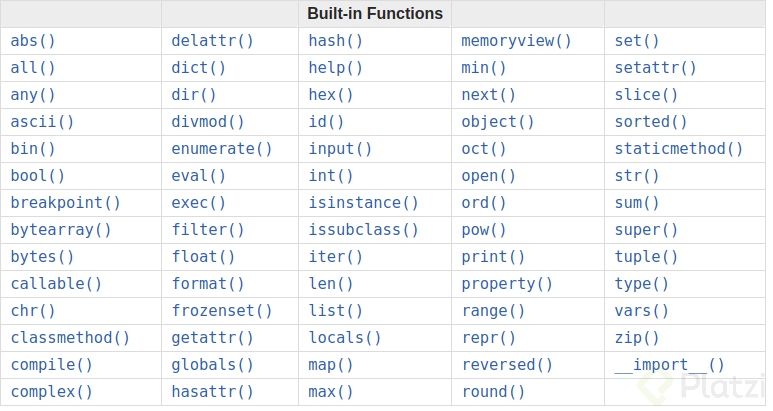 Built-in Functions
abs() delattr() hash() memoryview() set()
all() dict() help() min() setattr()
any() dir() hex() next() slice()
ascii() divmod() id() object() sorted()
bin() enumerate() input() oct() staticmethod()
bool() eval() int() open() str()
breakpoint() exec() isinstance() ord() sum()
bytearray() filter() issubclass() pow() super()
bytes() float() iter() print() tuple()
callable() format() len() property() type()
chr() frozenset() list() range() vars()
classmethod() getattr() locals() repr() zip()
compile() globals() map() reversed() __import__()
complex() hasattr() max() round()
Platzi